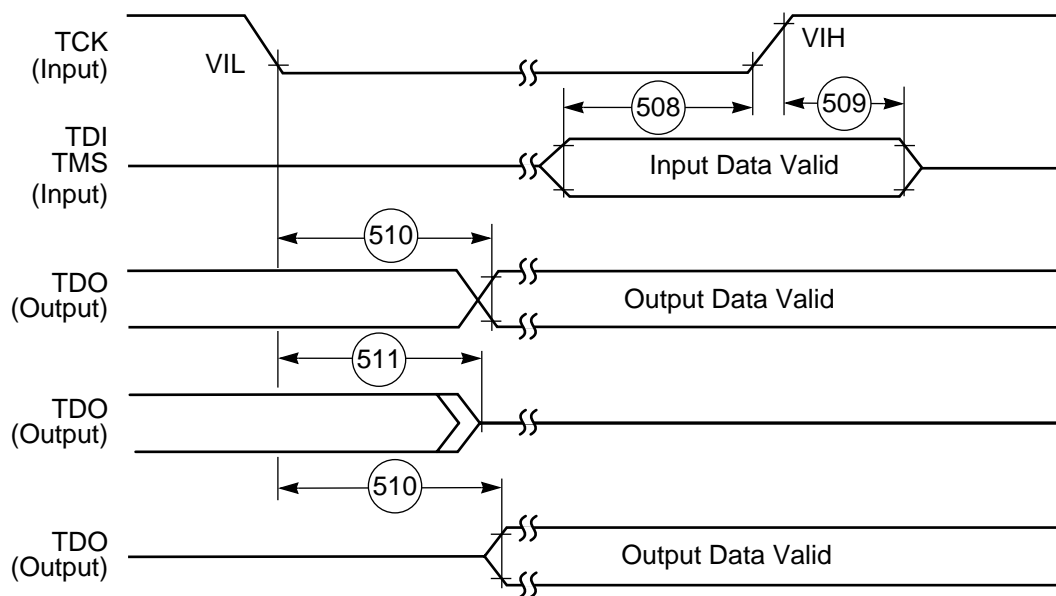 TCK
(Input)
VIL
VIH
508
509
TDI
TMS
(Input)
Input Data Valid
510
TDO
(Output)
Output Data Valid
511
TDO
(Output)
510
TDO
(Output)
Output Data Valid